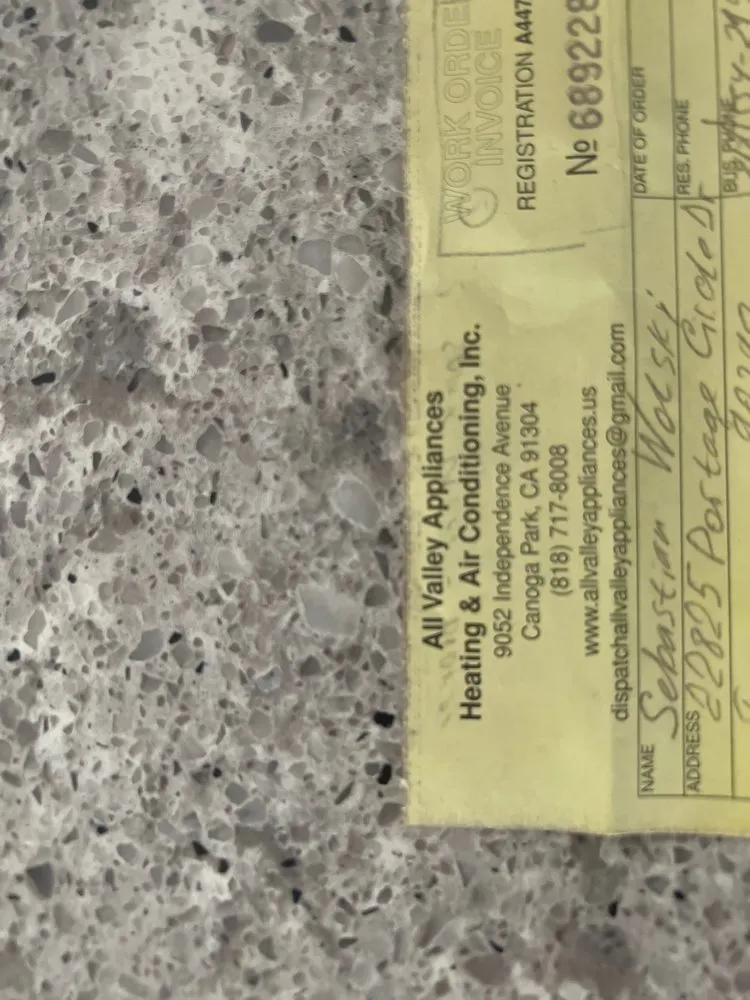 All Valley Appliances
Heating & Air Conditioning, Inc.
9052 Independence Avenue
Canoga Park, CA 91304
(818) 717-8008
www.allvalleyappliances.us
dispatchallvalleyappliances@gmail.com
WORK ORDE
INVOICE
REGISTRATION A447
№ 689228
NAME Sebastian Wolski
DATE OF ORDER
ADDRESS 22825 Portage Circle Dr
RES. PHONE
BUS. PHONE